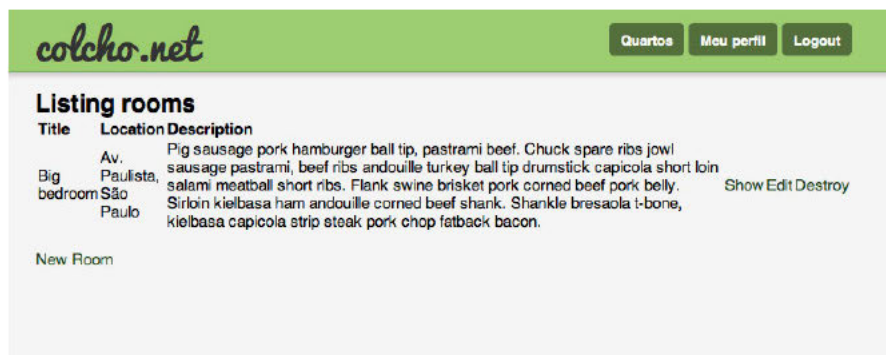 colcho.net
Quartos Meu perfil Logout
Listing rooms
Title Location Description
Big bedroom
Av. Paulista, São Paulo
Pig sausage pork hamburger ball tip, pastrami beef. Chuck spare ribs jowl
sausage pastrami, beef ribs andouille turkey ball tip drumstick capicola short loin
salami meatball short ribs. Flank swine brisket pork corned beef pork belly.
Sirloin kielbasa ham andouille corned beef shank. Shankle bresaola t-bone,
kielbasa capicola strip steak pork chop fatback bacon.
Show Edit Destroy
New Room